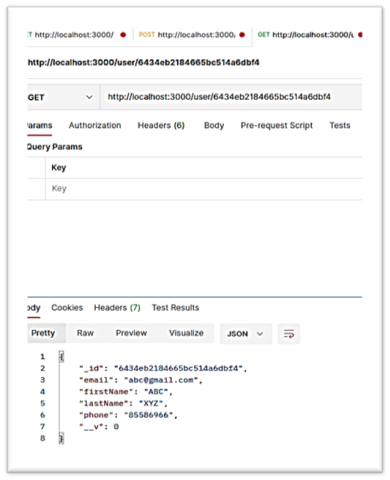 GET http://localhost:3000/ POST http://localhost:3000/ GET http://localhost:3000/u
http://localhost:3000/user/6434eb2184665bc514a6dbf4
GET http://localhost:3000/user/6434eb2184665bc514a6dbf4
Params Authorization Headers (6) Body Pre-request Script Tests
Query Params
Key
Key
Body Cookies Headers (7) Test Results
Pretty Raw Preview Visualize JSON
1 {
2 "_id": "6434eb2184665bc514a6dbf4",
3 "email": "abc@gmail.com",
4 "firstName": "ABC",
5 "lastName": "XYZ",
6 "phone": "85586966",
7 "__v": 0
8 }